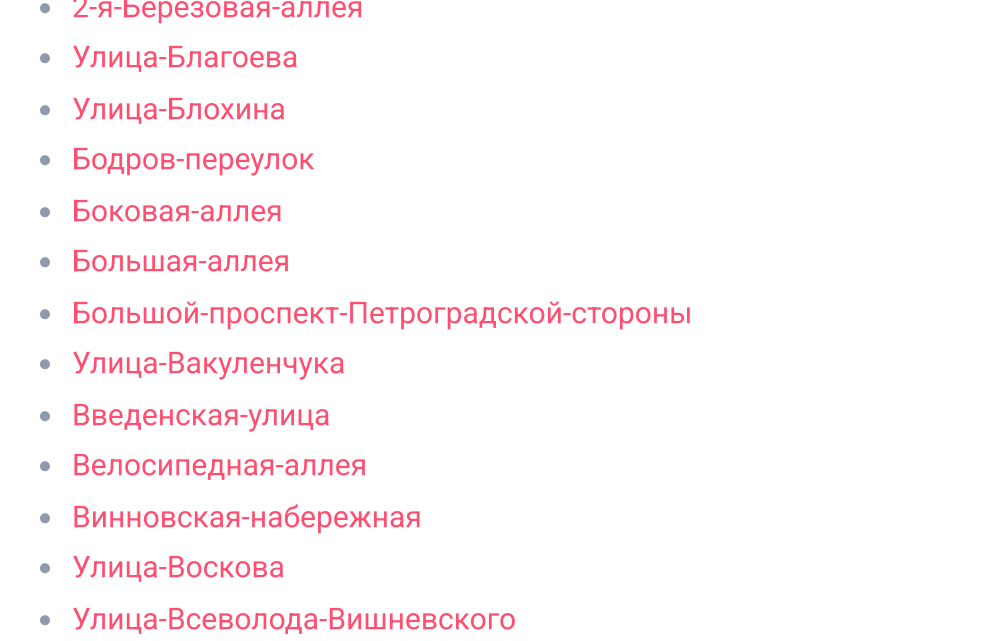 2-я-Березовая-аллея
Улица-Благоева
Улица-Блохина
Бодров-переулок
Боковая-аллея
Большая-аллея
Большой-проспект-Петроградской-стороны
Улица-Вакуленчука
Введенская-улица
Велосипедная-аллея
Винновская-набережная
Улица-Воскова
Улица-Всеволода-Вишневского